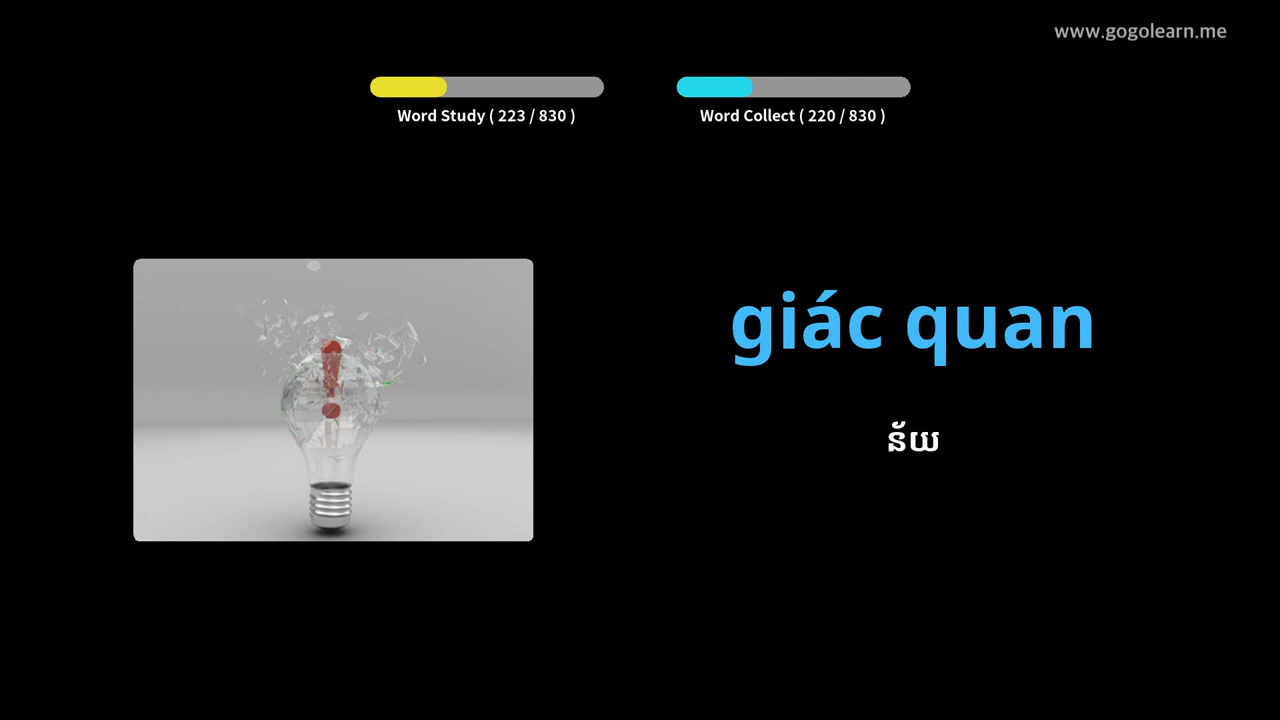 www.gogolearn.me
Word Study ( 223 / 830 )
Word Collect ( 220 / 830 )
giác quan
ន័យ